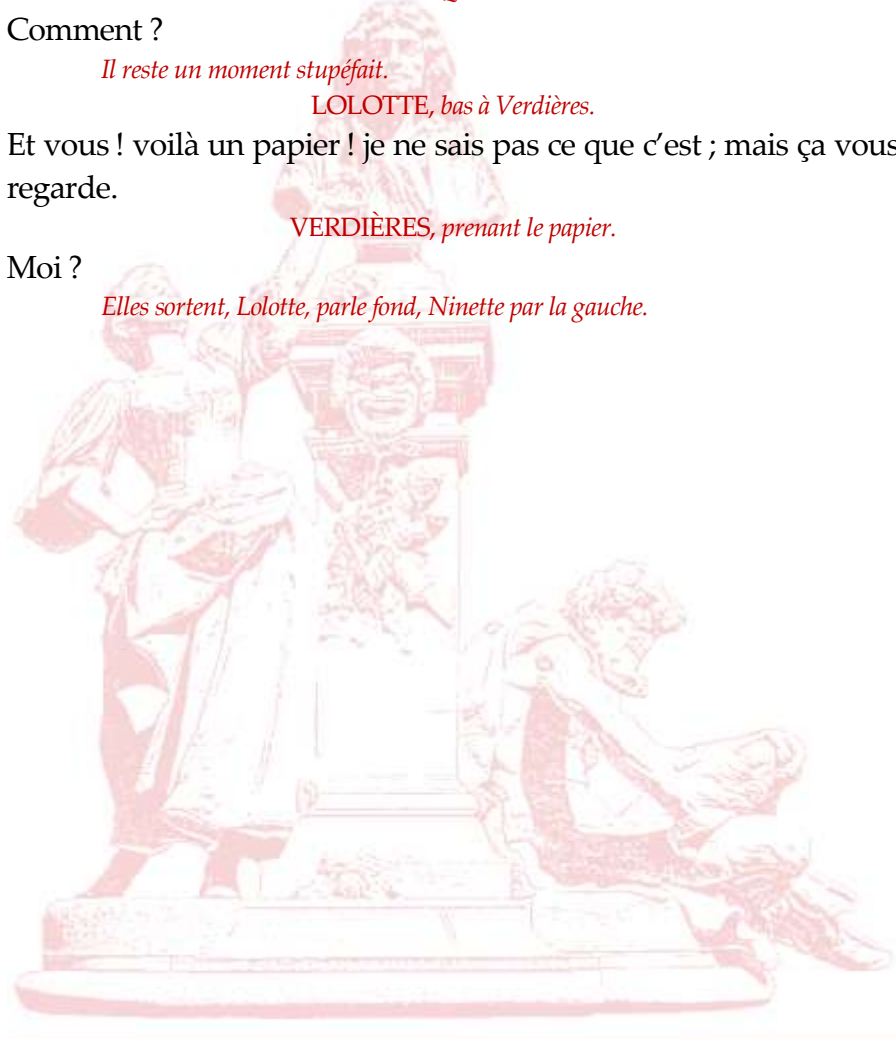 Comment ?
Il reste un moment stupéfait.
LOLOTTE, bas à Verdières.
Et vous ! voilà un papier ! je ne sais pas ce que c’est ; mais ça vous
regarde.
VERDIÈRES, prenant le papier.
Moi ?
Elles sortent, Lolotte, parle fond, Ninette par la gauche.